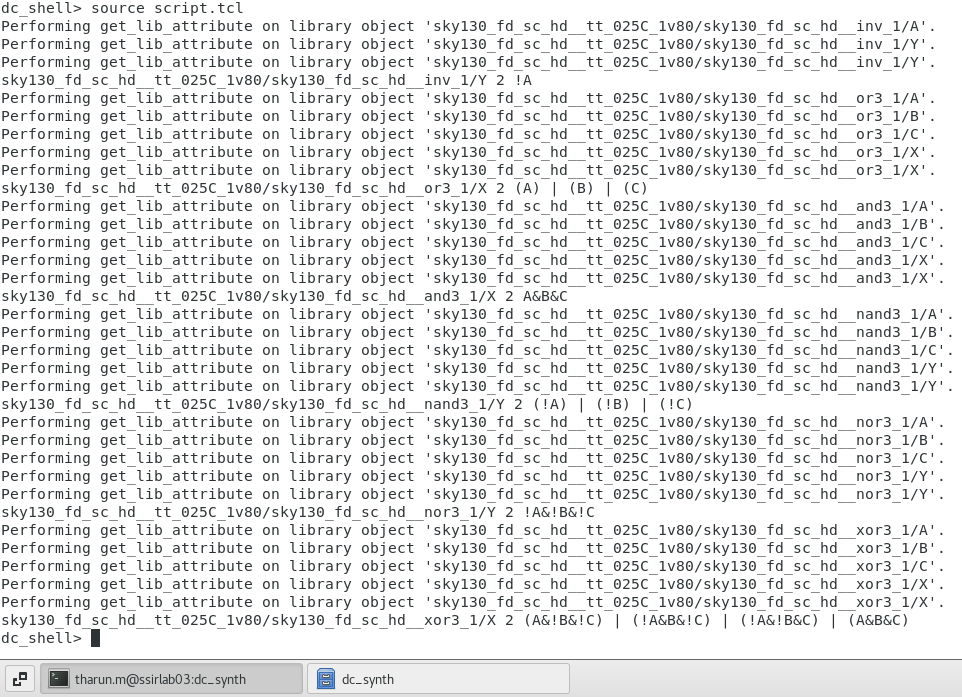 dc_shell> source script.tcl
Performing get_lib_attribute on library object 'sky130_fd_sc_hd__tt_025C_1v80/sky130_fd_sc_hd__inv_1/A'.
Performing get_lib_attribute on library object 'sky130_fd_sc_hd__tt_025C_1v80/sky130_fd_sc_hd__inv_1/Y'.
Performing get_lib_attribute on library object 'sky130_fd_sc_hd__tt_025C_1v80/sky130_fd_sc_hd__inv_1/Y'.
sky130_fd_sc_hd__tt_025C_1v80/sky130_fd_sc_hd__inv_1/Y 2 !A
Performing get_lib_attribute on library object 'sky130_fd_sc_hd__tt_025C_1v80/sky130_fd_sc_hd__or3_1/A'.
Performing get_lib_attribute on library object 'sky130_fd_sc_hd__tt_025C_1v80/sky130_fd_sc_hd__or3_1/B'.
Performing get_lib_attribute on library object 'sky130_fd_sc_hd__tt_025C_1v80/sky130_fd_sc_hd__or3_1/C'.
Performing get_lib_attribute on library object 'sky130_fd_sc_hd__tt_025C_1v80/sky130_fd_sc_hd__or3_1/X'.
Performing get_lib_attribute on library object 'sky130_fd_sc_hd__tt_025C_1v80/sky130_fd_sc_hd__or3_1/X'.
sky130_fd_sc_hd__tt_025C_1v80/sky130_fd_sc_hd__or3_1/X 2 (A) | (B) | (C)
Performing get_lib_attribute on library object 'sky130_fd_sc_hd__tt_025C_1v80/sky130_fd_sc_hd__and3_1/A'.
Performing get_lib_attribute on library object 'sky130_fd_sc_hd__tt_025C_1v80/sky130_fd_sc_hd__and3_1/B'.
Performing get_lib_attribute on library object 'sky130_fd_sc_hd__tt_025C_1v80/sky130_fd_sc_hd__and3_1/C'.
Performing get_lib_attribute on library object 'sky130_fd_sc_hd__tt_025C_1v80/sky130_fd_sc_hd__and3_1/X'.
Performing get_lib_attribute on library object 'sky130_fd_sc_hd__tt_025C_1v80/sky130_fd_sc_hd__and3_1/X'.
sky130_fd_sc_hd__tt_025C_1v80/sky130_fd_sc_hd__and3_1/X 2 A&B&C
Performing get_lib_attribute on library object 'sky130_fd_sc_hd__tt_025C_1v80/sky130_fd_sc_hd__nand3_1/A'.
Performing get_lib_attribute on library object 'sky130_fd_sc_hd__tt_025C_1v80/sky130_fd_sc_hd__nand3_1/B'.
Performing get_lib_attribute on library object 'sky130_fd_sc_hd__tt_025C_1v80/sky130_fd_sc_hd__nand3_1/C'.
Performing get_lib_attribute on library object 'sky130_fd_sc_hd__tt_025C_1v80/sky130_fd_sc_hd__nand3_1/Y'.
Performing get_lib_attribute on library object 'sky130_fd_sc_hd__tt_025C_1v80/sky130_fd_sc_hd__nand3_1/Y'.
sky130_fd_sc_hd__tt_025C_1v80/sky130_fd_sc_hd__nand3_1/Y 2 (!A) | (!B) | (!C)
Performing get_lib_attribute on library object 'sky130_fd_sc_hd__tt_025C_1v80/sky130_fd_sc_hd__nor3_1/A'.
Performing get_lib_attribute on library object 'sky130_fd_sc_hd__tt_025C_1v80/sky130_fd_sc_hd__nor3_1/B'.
Performing get_lib_attribute on library object 'sky130_fd_sc_hd__tt_025C_1v80/sky130_fd_sc_hd__nor3_1/C'.
Performing get_lib_attribute on library object 'sky130_fd_sc_hd__tt_025C_1v80/sky130_fd_sc_hd__nor3_1/Y'.
Performing get_lib_attribute on library object 'sky130_fd_sc_hd__tt_025C_1v80/sky130_fd_sc_hd__nor3_1/Y'.
sky130_fd_sc_hd__tt_025C_1v80/sky130_fd_sc_hd__nor3_1/Y 2 !A&!B&!C
Performing get_lib_attribute on library object 'sky130_fd_sc_hd__tt_025C_1v80/sky130_fd_sc_hd__xor3_1/A'.
Performing get_lib_attribute on library object 'sky130_fd_sc_hd__tt_025C_1v80/sky130_fd_sc_hd__xor3_1/B'.
Performing get_lib_attribute on library object 'sky130_fd_sc_hd__tt_025C_1v80/sky130_fd_sc_hd__xor3_1/C'.
Performing get_lib_attribute on library object 'sky130_fd_sc_hd__tt_025C_1v80/sky130_fd_sc_hd__xor3_1/X'.
Performing get_lib_attribute on library object 'sky130_fd_sc_hd__tt_025C_1v80/sky130_fd_sc_hd__xor3_1/X'.
sky130_fd_sc_hd__tt_025C_1v80/sky130_fd_sc_hd__xor3_1/X 2 (A&!B&!C) | (!A&B&!C) | (!A&!B&C) | (A&B&C)
dc_shell>
tharun.m@ssirlab03:dc_synth
dc_synth